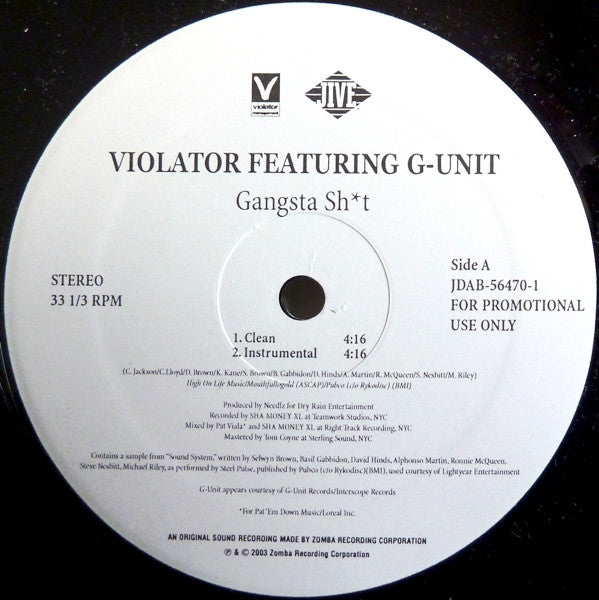 V
violator
management
JIVE
VIOLATOR FEATURING G-UNIT
Gangsta Sh*t
STEREO
33 1/3 RPM
Side A
JDAB-56470-1
FOR PROMOTIONAL
USE ONLY
1. Clean 4:16
2. Instrumental 4:16
(C. Jackson/C.Lloyd/D. Brown/K. Kane/S. Brown/B. Gabbidon/D. Hinds/A. Martin/R. McQueen/S. Nesbitt/M. Riley)
High On Life Music/Mouthfullogold (ASCAP)/Pubco (c/o Rykodisc) (BMI)
Produced by Needlz for Dry Rain Entertainment
Recorded by SHA MONEY XL at Teamwork Studios, NYC
Mixed by Pat Viala* and SHA MONEY XL at Right Track Recording, NYC
Mastered by Tom Coyne at Sterling Sound, NYC
Contains a sample from "Sound System," written by Selwyn Brown, Basil Gabbidon, David Hinds, Alphonso Martin, Ronnie McQueen,
Steve Nesbitt, Michael Riley, as performed by Steel Pulse, published by Pubco (c/o Rykodisc)(BMI), used courtesy of Lightyear Entertainment
G-Unit appears courtesy of G-Unit Records/Interscope Records
*For Pat 'Em Down Music/Loreal Inc.
AN ORIGINAL SOUND RECORDING MADE BY ZOMBA RECORDING CORPORATION
℗ & © 2003 Zomba Recording Corporation